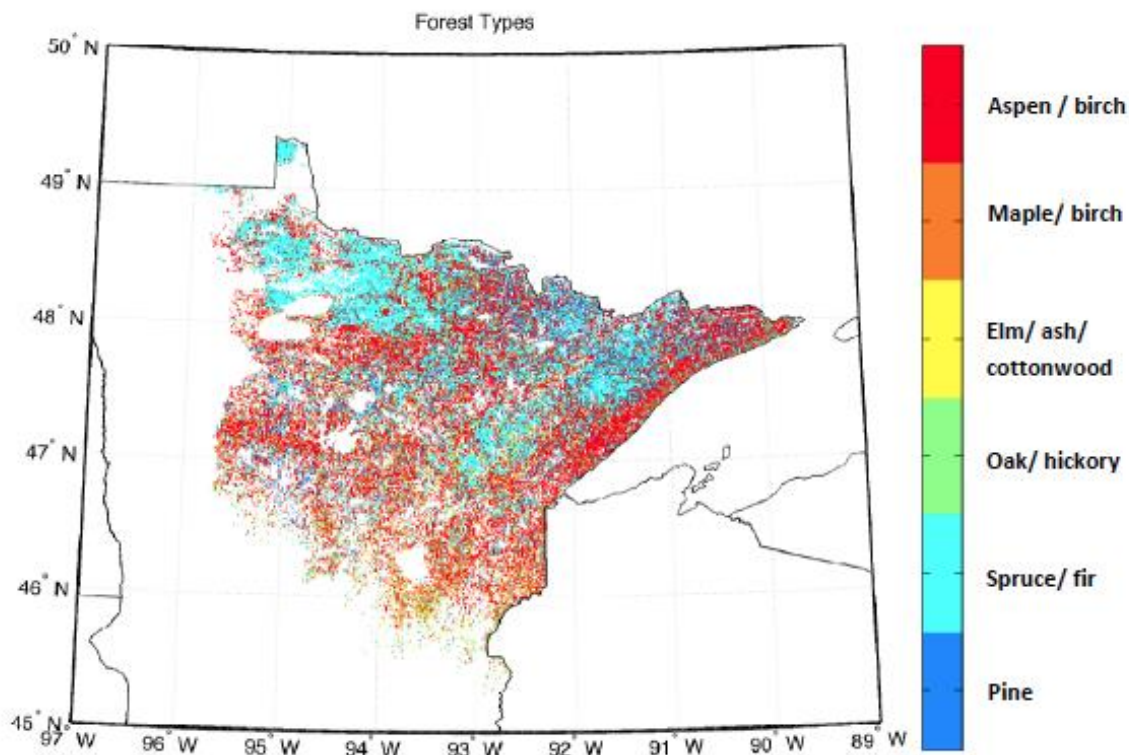 Forest Types
50° N
49° N
48° N
47° N
46° N
45° N
97° W
96° W
95° W
94° W
93° W
92° W
91° W
90° W
89° W
Aspen / birch
Maple/ birch
Elm/ ash/
cottonwood
Oak/ hickory
Spruce/ fir
Pine